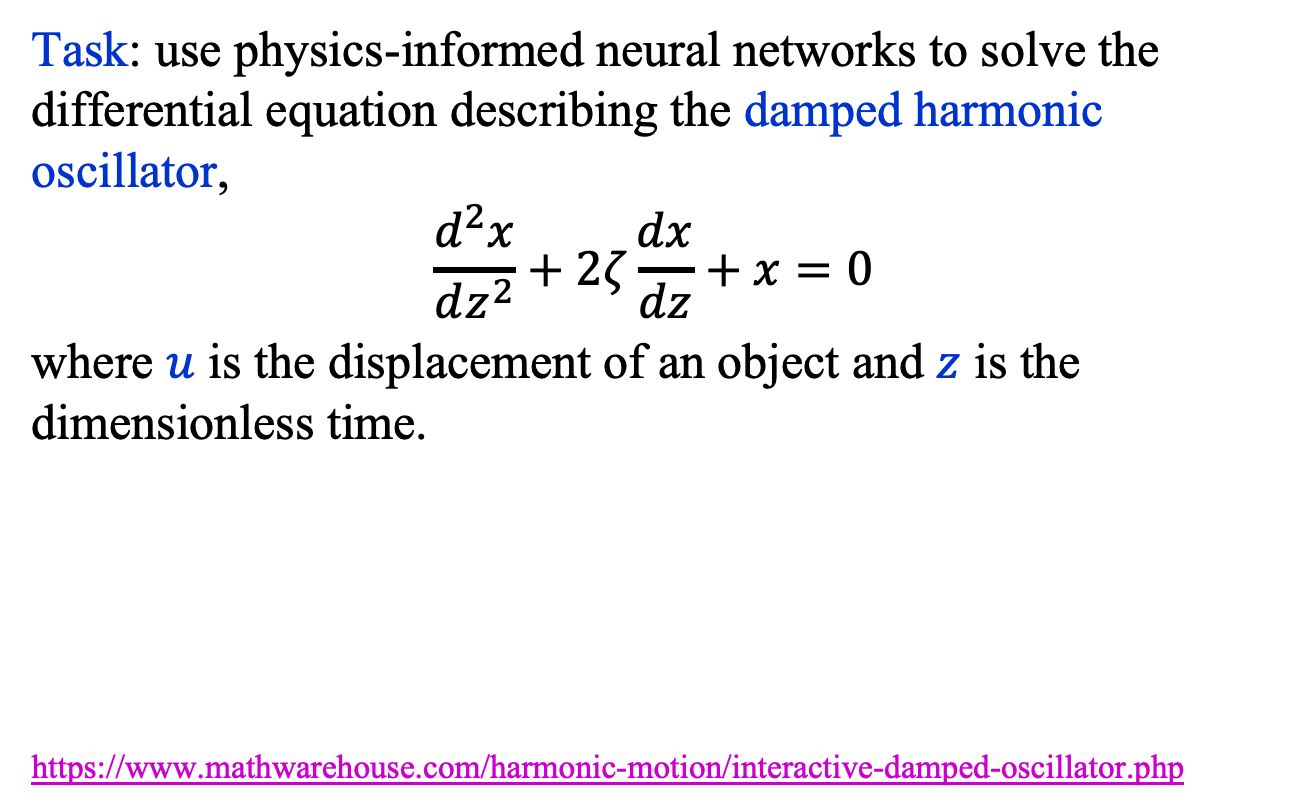 Task: use physics-informed neural networks to solve the
differential equation describing the damped harmonic
oscillator,
d²x/dz² + 2ζ dx/dz + x = 0
where u is the displacement of an object and z is the
dimensionless time.
https://www.mathwarehouse.com/harmonic-motion/interactive-damped-oscillator.php